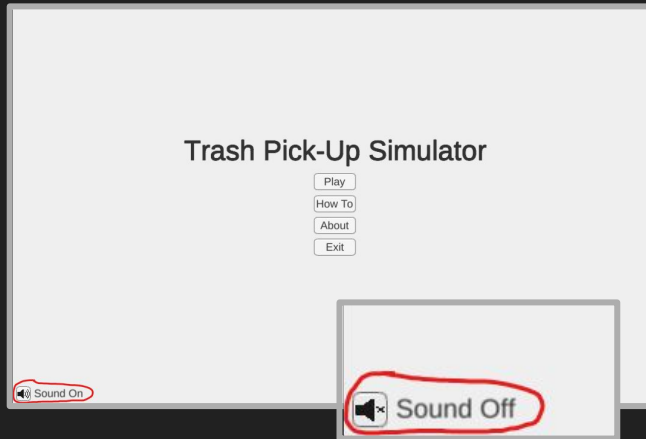 Trash Pick-Up Simulator
Play
How To
About
Exit
Sound On
Sound Off